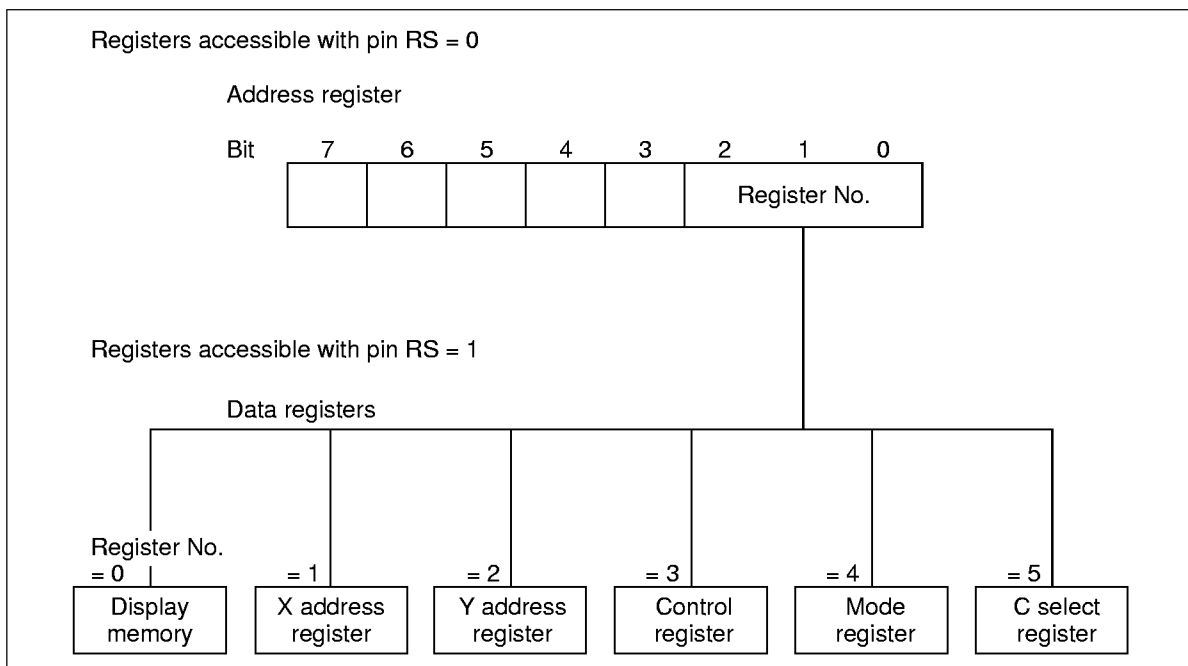 Registers accessible with pin RS = 0
Address register
Bit 7 6 5 4 3 2 1 0
Register No.
Registers accessible with pin RS = 1
Data registers
Register No.
= 0 = 1 = 2 = 3 = 4 = 5
Display X address Y address Control Mode C select
memory register register register register register